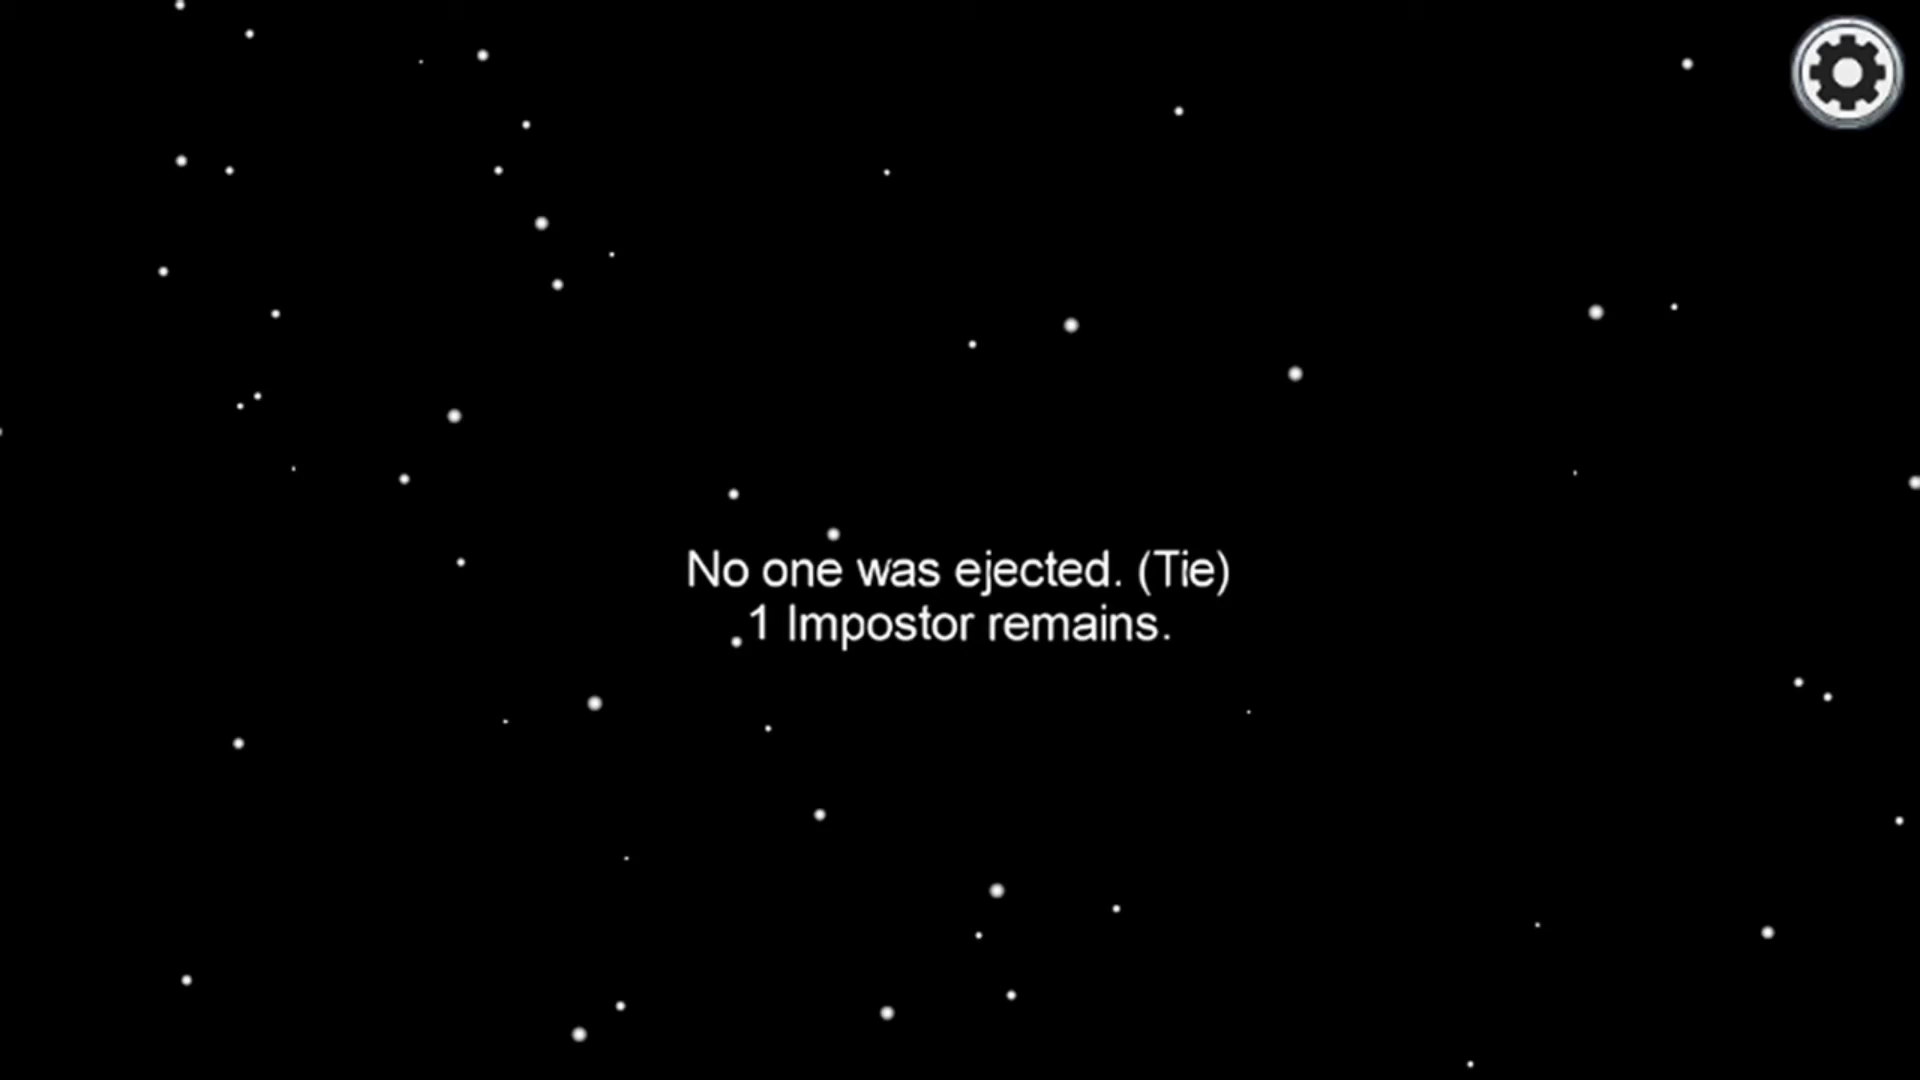 No one was ejected. (Tie)
1 Impostor remains.